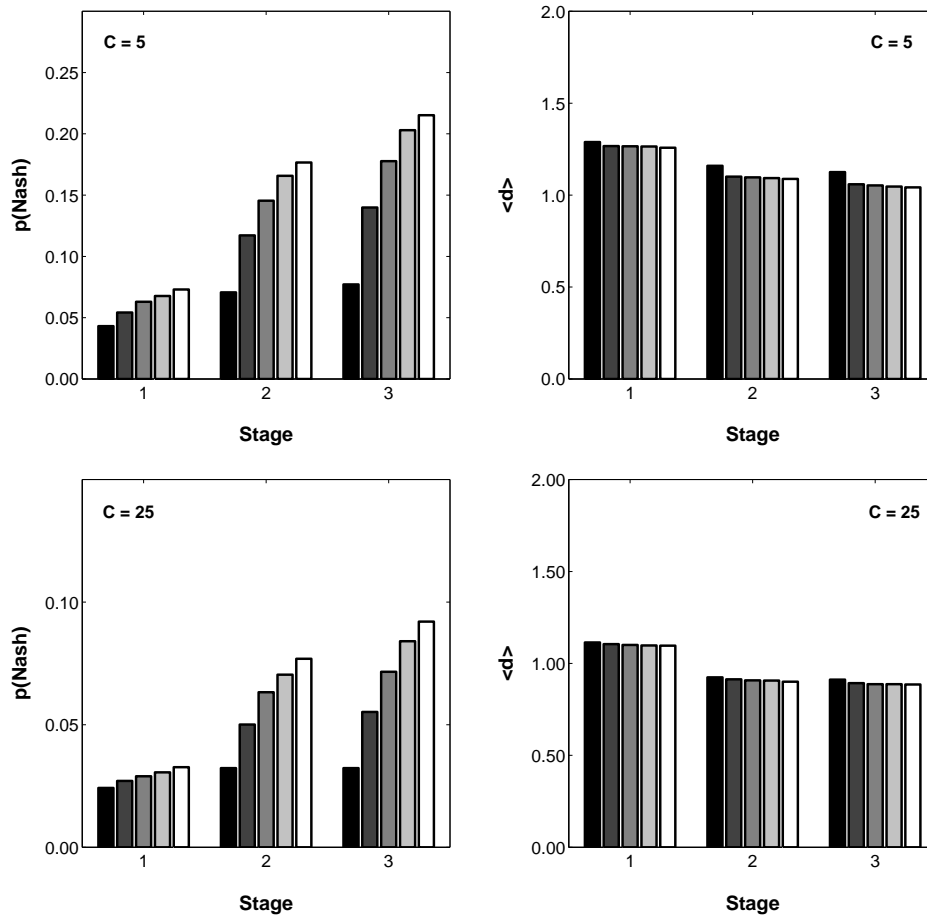 C = 5
p(Nash)
0.25
0.20
0.15
0.10
0.05
0.00
1 2 3
Stage
C = 5
<d>
2.0
1.5
1.0
0.5
0.0
1 2 3
Stage
C = 25
p(Nash)
0.10
0.05
0.00
1 2 3
Stage
C = 25
<d>
2.00
1.50
1.00
0.50
0.00
1 2 3
Stage